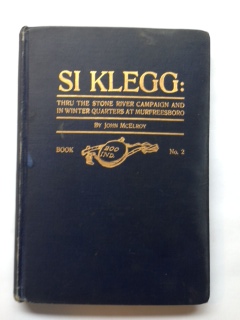 SI KLEGG:
THRU THE STONE RIVER CAMPAIGN AND
IN WINTER QUARTERS AT MURFREESBORO
BY JOHN McELROY
BOOK No. 2
200
IND.